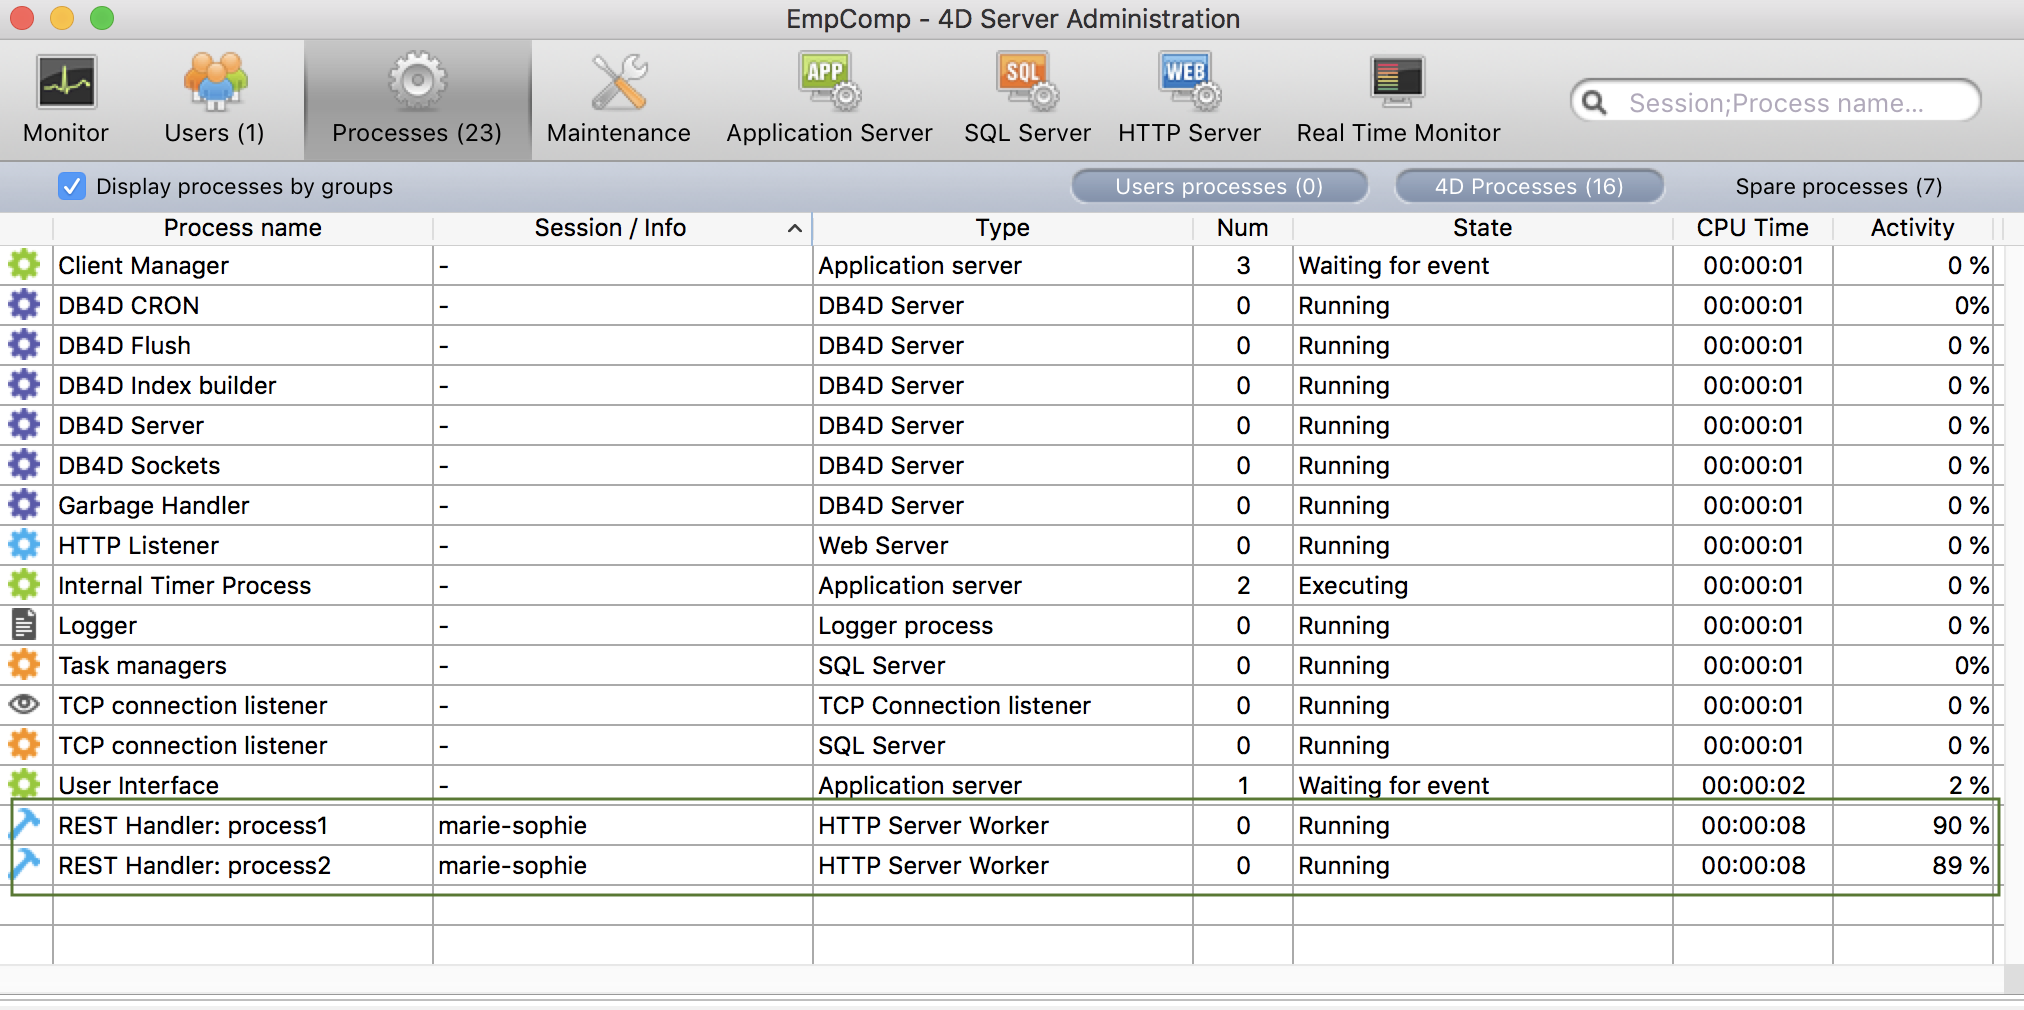 EmpComp - 4D Server Administration
APP SQL WEB
Monitor Users (1) Processes (23) Maintenance Application Server SQL Server HTTP Server Real Time Monitor Session;Process name...
Display processes by groups Users processes (0) 4D Processes (16) Spare processes (7)
Process name Session / Info Type Num State CPU Time Activity
Client Manager - Application server 3 Waiting for event 00:00:01 0 %
DB4D CRON - DB4D Server 0 Running 00:00:01 0%
DB4D Flush - DB4D Server 0 Running 00:00:01 0 %
DB4D Index builder - DB4D Server 0 Running 00:00:01 0 %
DB4D Server - DB4D Server 0 Running 00:00:01 0 %
DB4D Sockets - DB4D Server 0 Running 00:00:01 0 %
Garbage Handler - DB4D Server 0 Running 00:00:01 0 %
HTTP Listener - Web Server 0 Running 00:00:01 0 %
Internal Timer Process - Application server 2 Executing 00:00:01 0 %
Logger - Logger process 0 Running 00:00:01 0 %
Task managers - SQL Server 0 Running 00:00:01 0%
TCP connection listener - TCP Connection listener 0 Running 00:00:01 0 %
TCP connection listener - SQL Server 0 Running 00:00:01 0 %
User Interface - Application server 1 Waiting for event 00:00:02 2 %
REST Handler: process1 marie-sophie HTTP Server Worker 0 Running 00:00:08 90 %
REST Handler: process2 marie-sophie HTTP Server Worker 0 Running 00:00:08 89 %